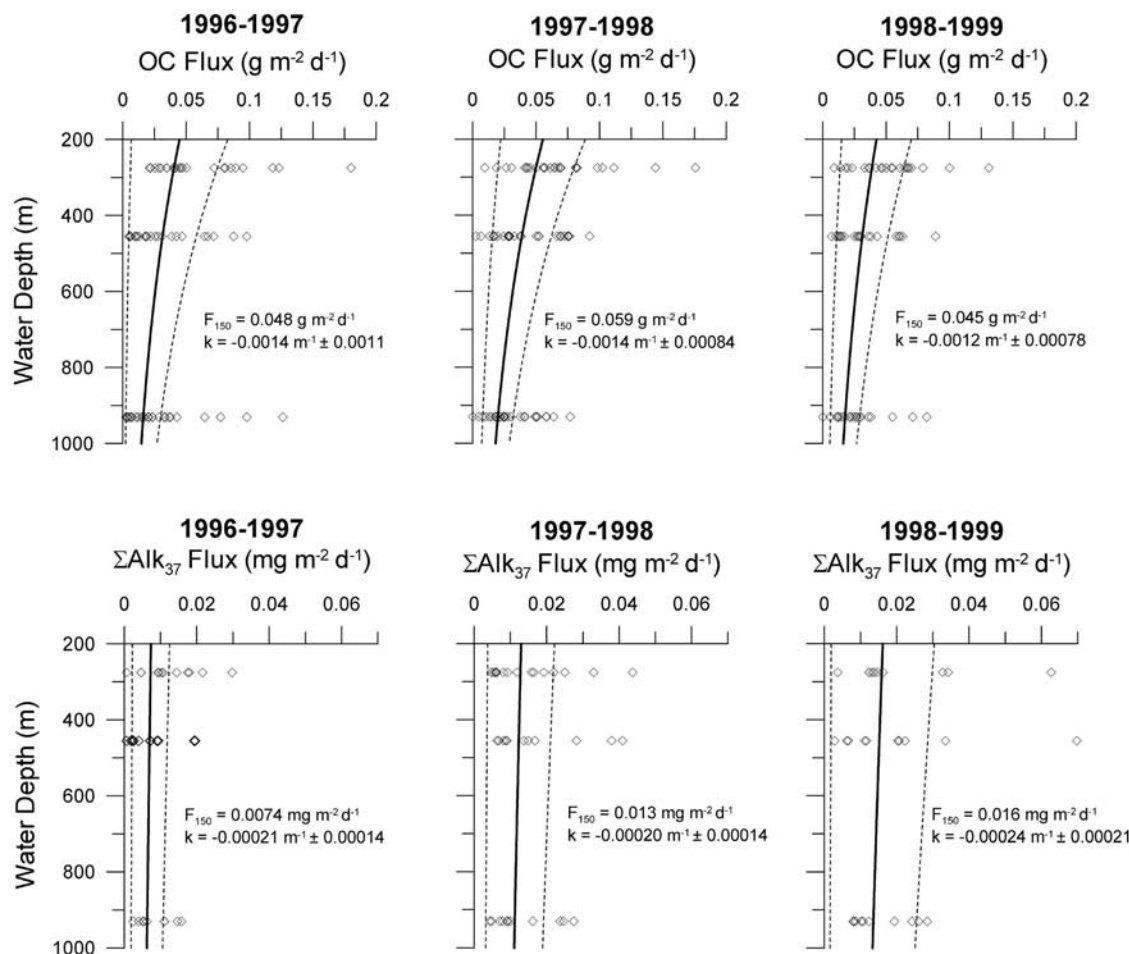 1996-1997
OC Flux (g m⁻² d⁻¹)
0 0.05 0.1 0.15 0.2
1997-1998
OC Flux (g m⁻² d⁻¹)
0 0.05 0.1 0.15 0.2
1998-1999
OC Flux (g m⁻² d⁻¹)
0 0.05 0.1 0.15 0.2
Water Depth (m)
200
400
600
800
1000
F₁₅₀ = 0.048 g m⁻² d⁻¹
k = -0.0014 m⁻¹ ± 0.0011
F₁₅₀ = 0.059 g m⁻² d⁻¹
k = -0.0014 m⁻¹ ± 0.00084
F₁₅₀ = 0.045 g m⁻² d⁻¹
k = -0.0012 m⁻¹ ± 0.00078
1996-1997
ΣAlk₃₇ Flux (mg m⁻² d⁻¹)
0 0.02 0.04 0.06
1997-1998
ΣAlk₃₇ Flux (mg m⁻² d⁻¹)
0 0.02 0.04 0.06
1998-1999
ΣAlk₃₇ Flux (mg m⁻² d⁻¹)
0 0.02 0.04 0.06
Water Depth (m)
200
400
600
800
1000
F₁₅₀ = 0.0074 mg m⁻² d⁻¹
k = -0.00021 m⁻¹ ± 0.00014
F₁₅₀ = 0.013 mg m⁻² d⁻¹
k = -0.00020 m⁻¹ ± 0.00014
F₁₅₀ = 0.016 mg m⁻² d⁻¹
k = -0.00024 m⁻¹ ± 0.00021